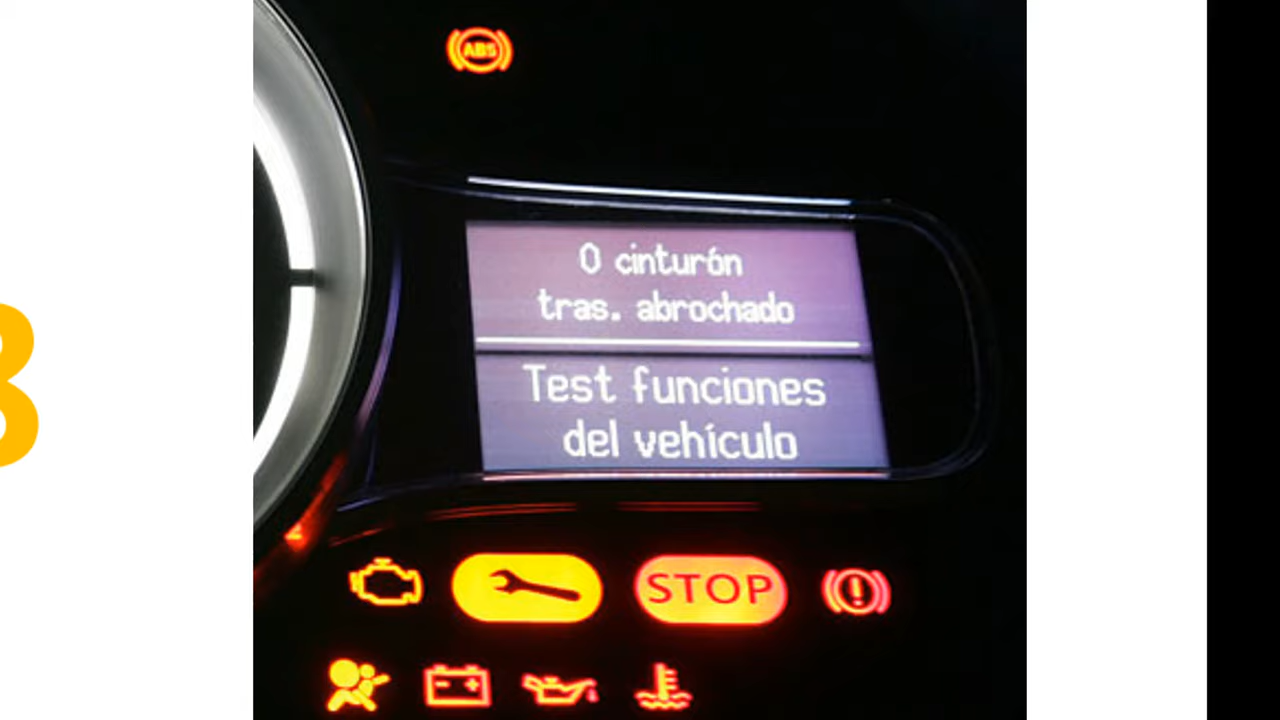 ABS
0 cinturón
tras. abrochado
Test funciones
del vehículo
STOP